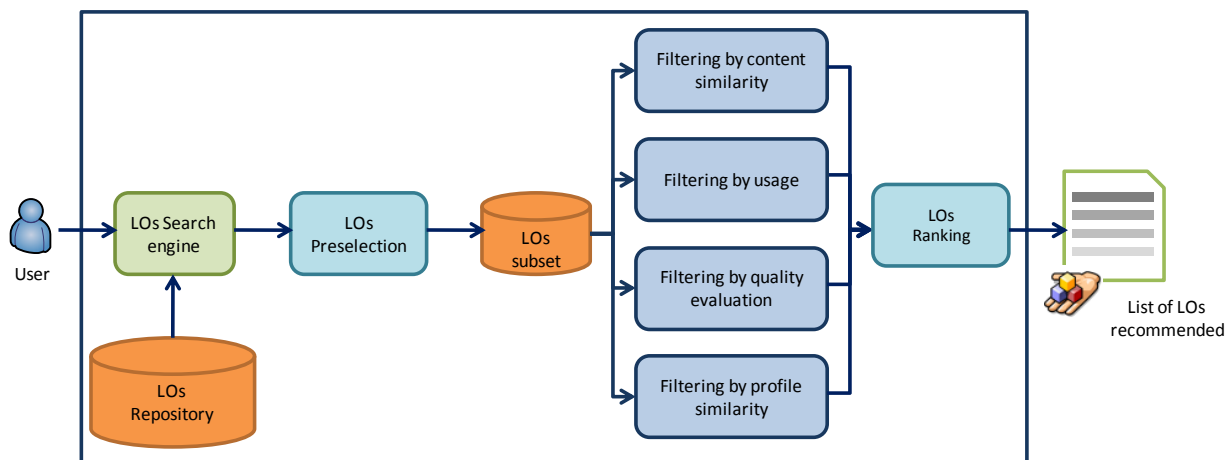 User
LOs Search
engine
LOs
Repository
LOs
Preselection
LOs
subset
Filtering by content
similarity
Filtering by usage
Filtering by quality
evaluation
Filtering by profile
similarity
LOs
Ranking
List of LOs
recommended